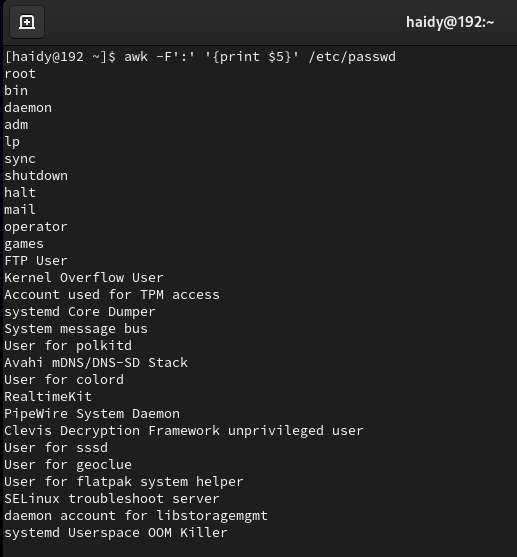 haidy@192:~
[haidy@192 ~]$ awk -F':' '{print $5}' /etc/passwd
root
bin
daemon
adm
lp
sync
shutdown
halt
mail
operator
games
FTP User
Kernel Overflow User
Account used for TPM access
systemd Core Dumper
System message bus
User for polkitd
Avahi mDNS/DNS-SD Stack
User for colord
RealtimeKit
PipeWire System Daemon
Clevis Decryption Framework unprivileged user
User for sssd
User for geoclue
User for flatpak system helper
SELinux troubleshoot server
daemon account for libstoragemgmt
systemd Userspace OOM Killer